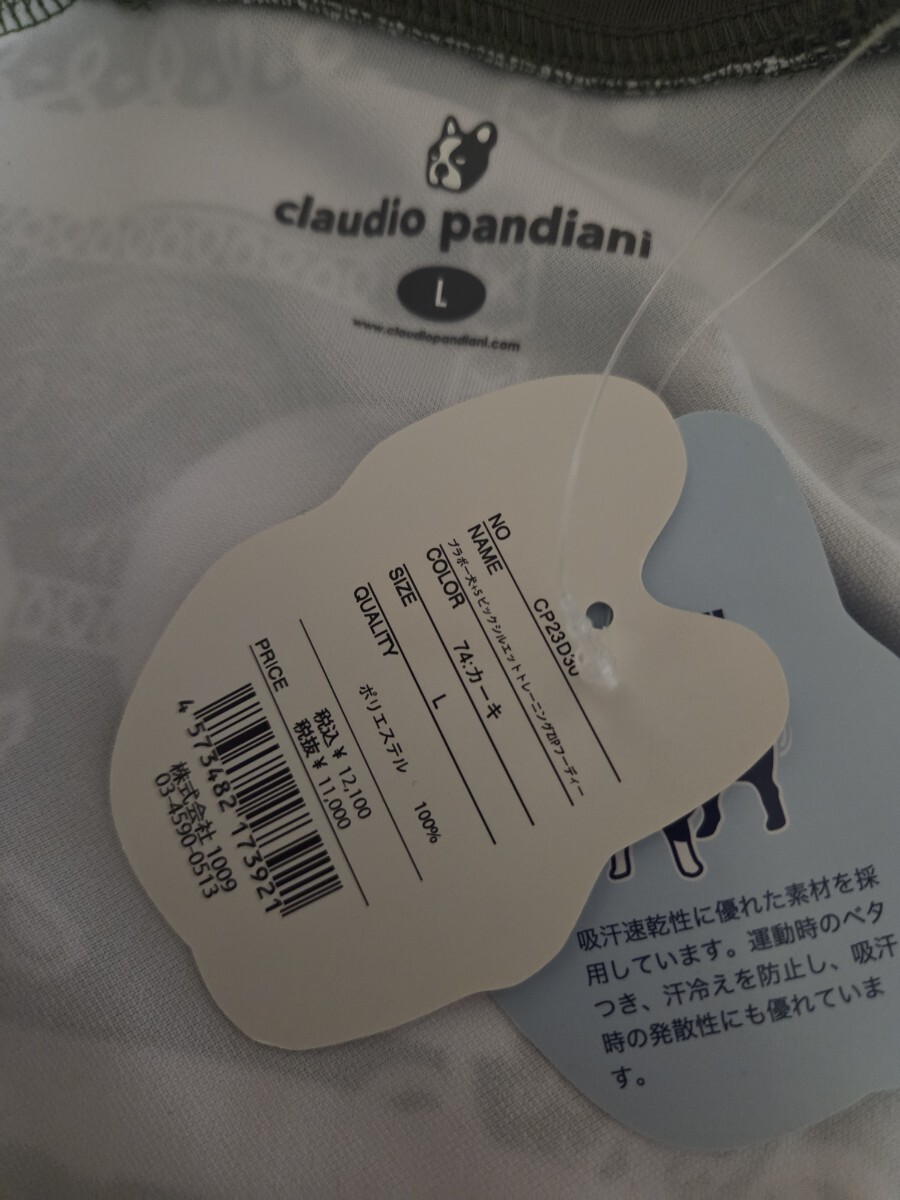 claudio pandiani
L
www.claudiopandiani.com
NO CP23D30
NAME
ブラボー犬+S ビックシルエットトレーニングZIPフーディー
COLOR 74:カーキ
SIZE L
QUALITY
ポリエステル 100%
PRICE
税込 ¥ 12,100
税抜 ¥ 11,000
4 573482 173921
株式会社 1009
03-4590-0513
吸汗速乾性に優れた素材を採
用しています。運動時のベタ
つき、汗冷えを防止し、吸汗
時の発散性にも優れていま
す。